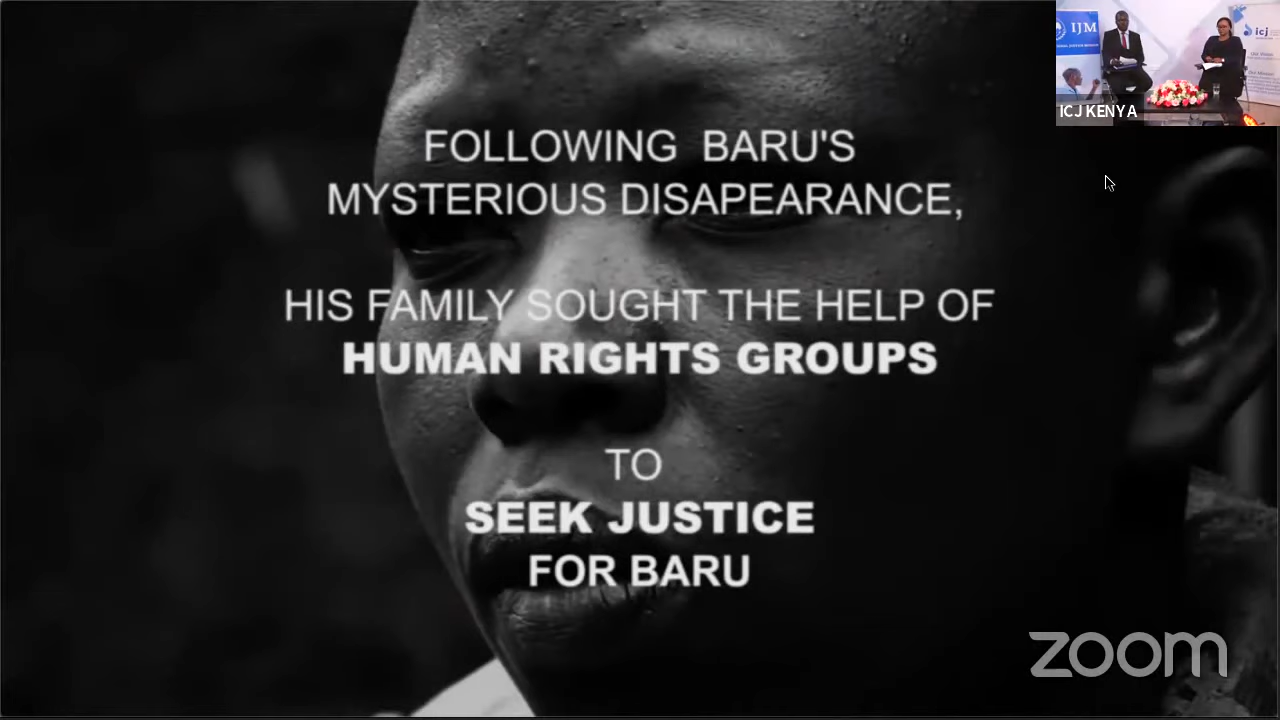 FOLLOWING BARU'S
MYSTERIOUS DISAPEARANCE,
HIS FAMILY SOUGHT THE HELP OF
HUMAN RIGHTS GROUPS
TO
SEEK JUSTICE
FOR BARU
IJM
icj
ICJ KENYA
zoom